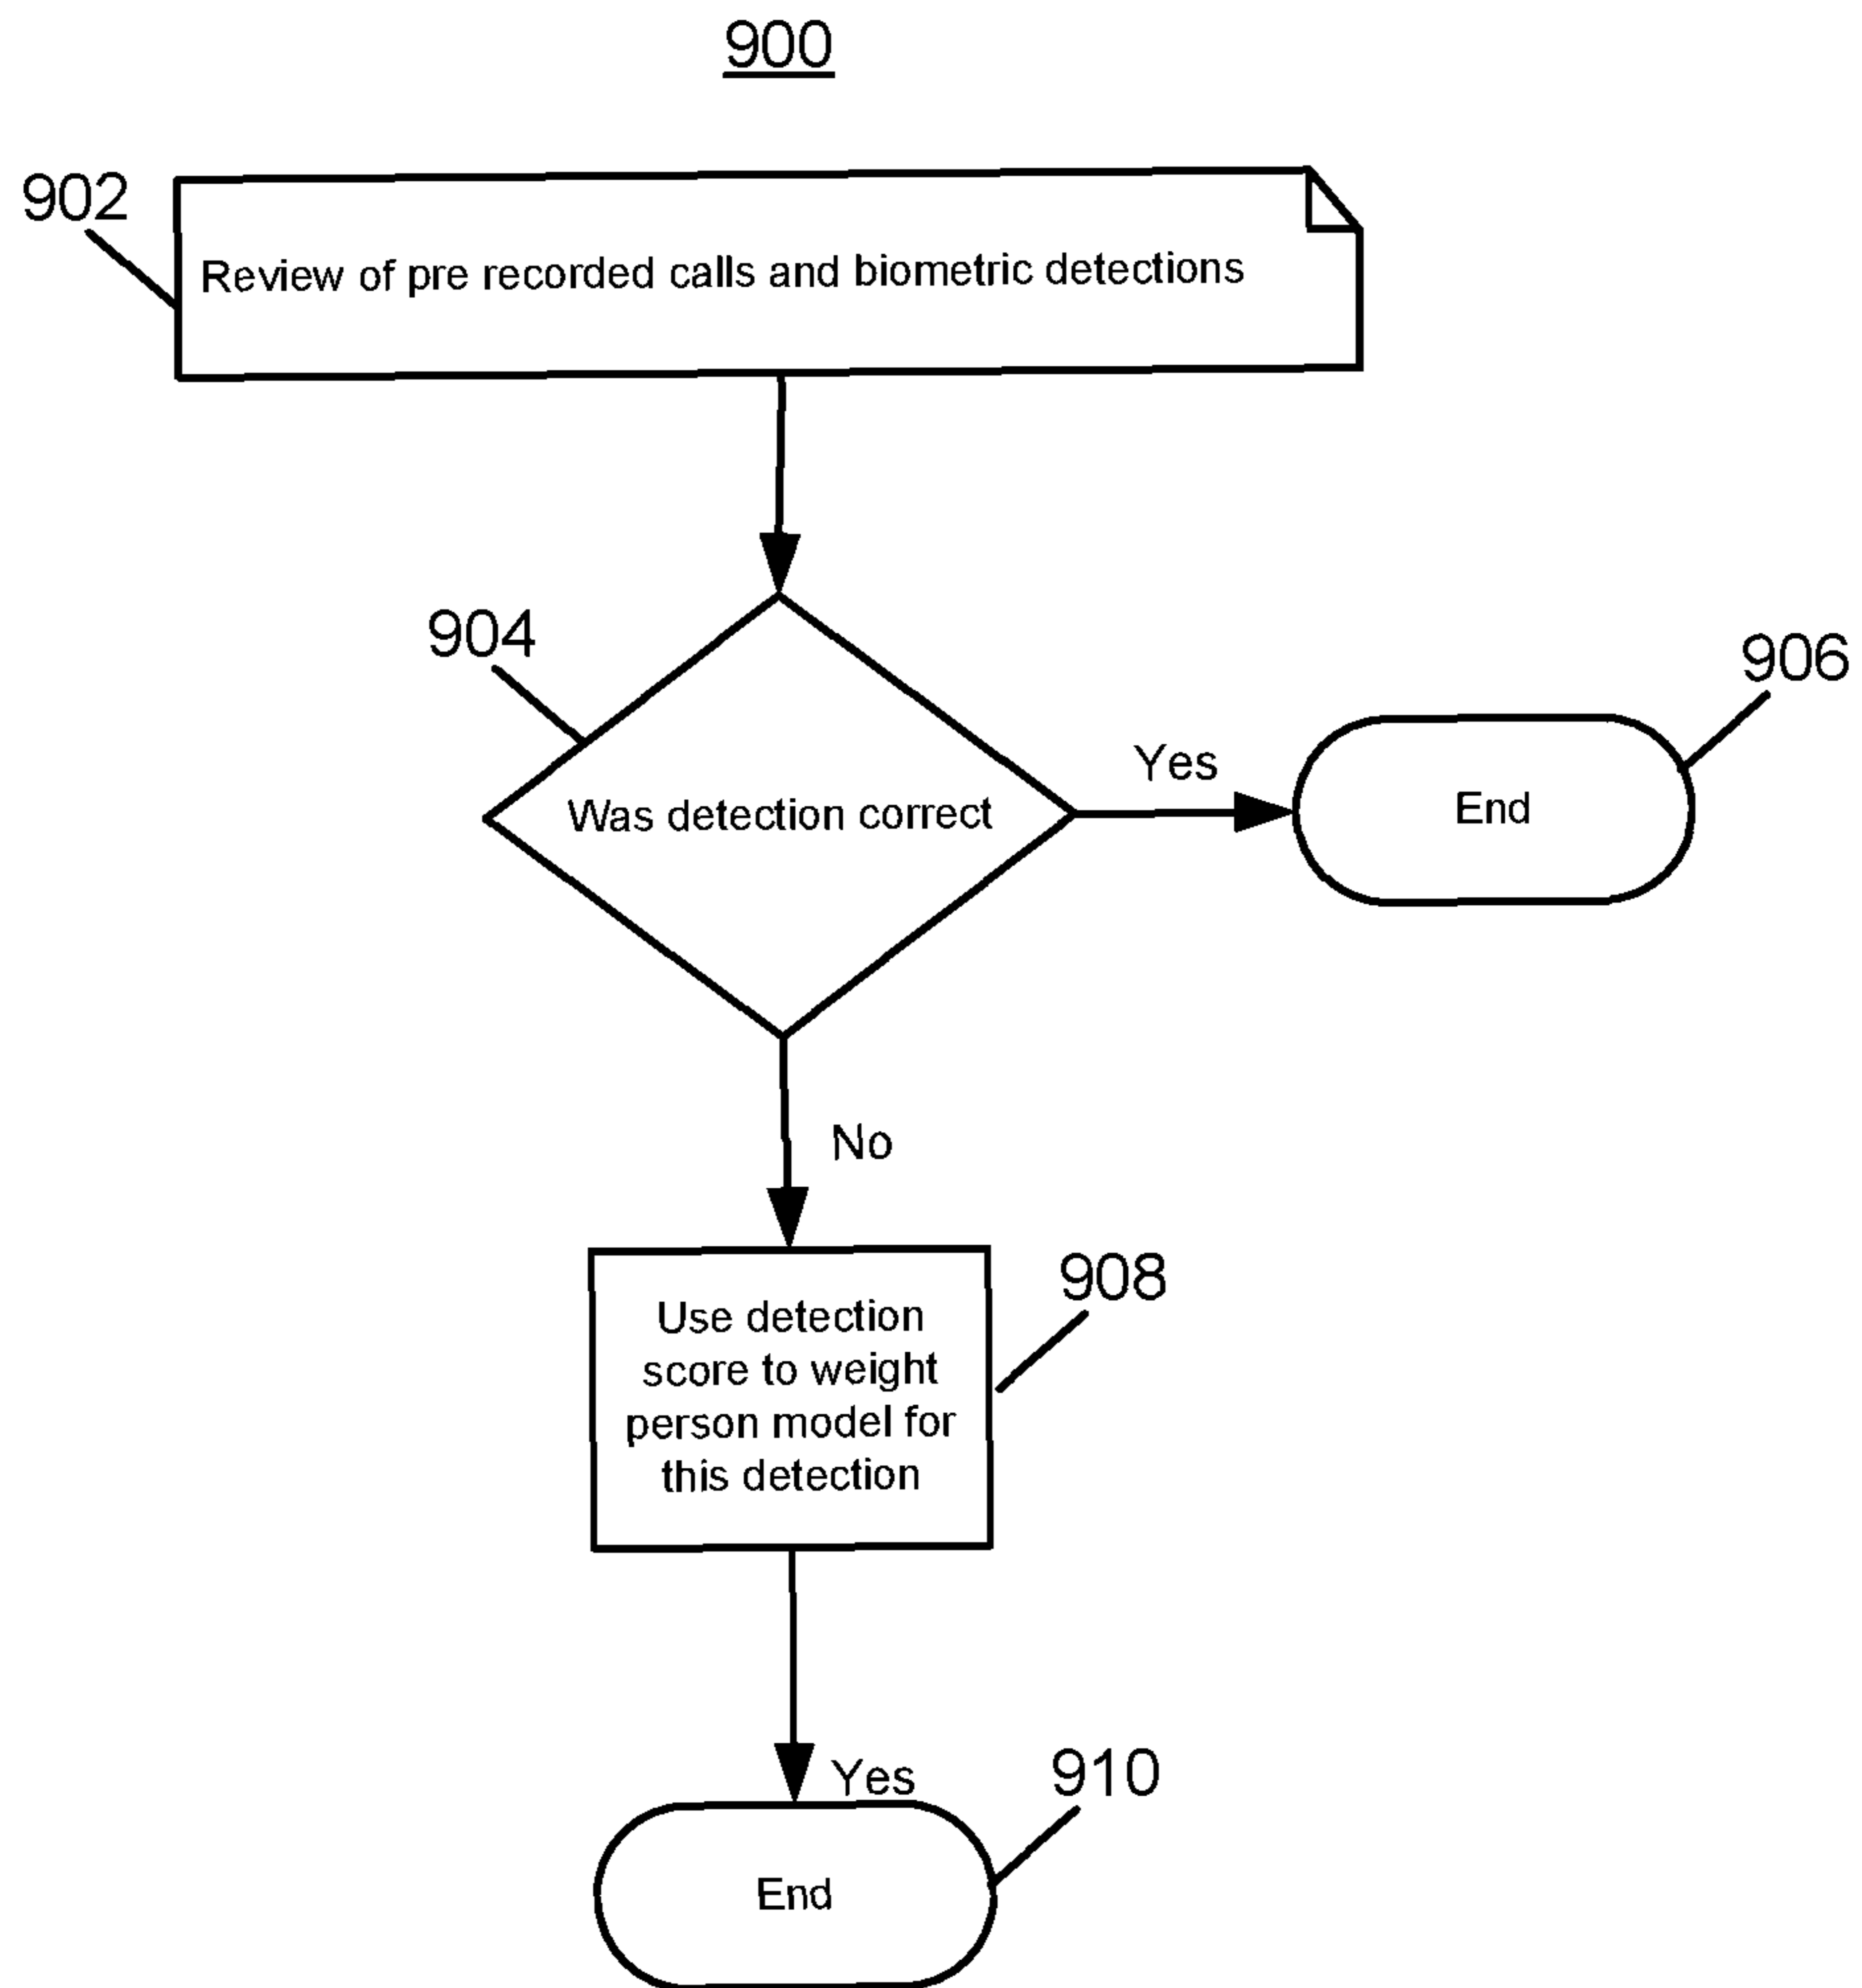 900
902
Review of pre recorded calls and biometric detections
904
Was detection correct
Yes
906
End
No
908
Use detection
score to weight
person model for
this detection
Yes
910
End